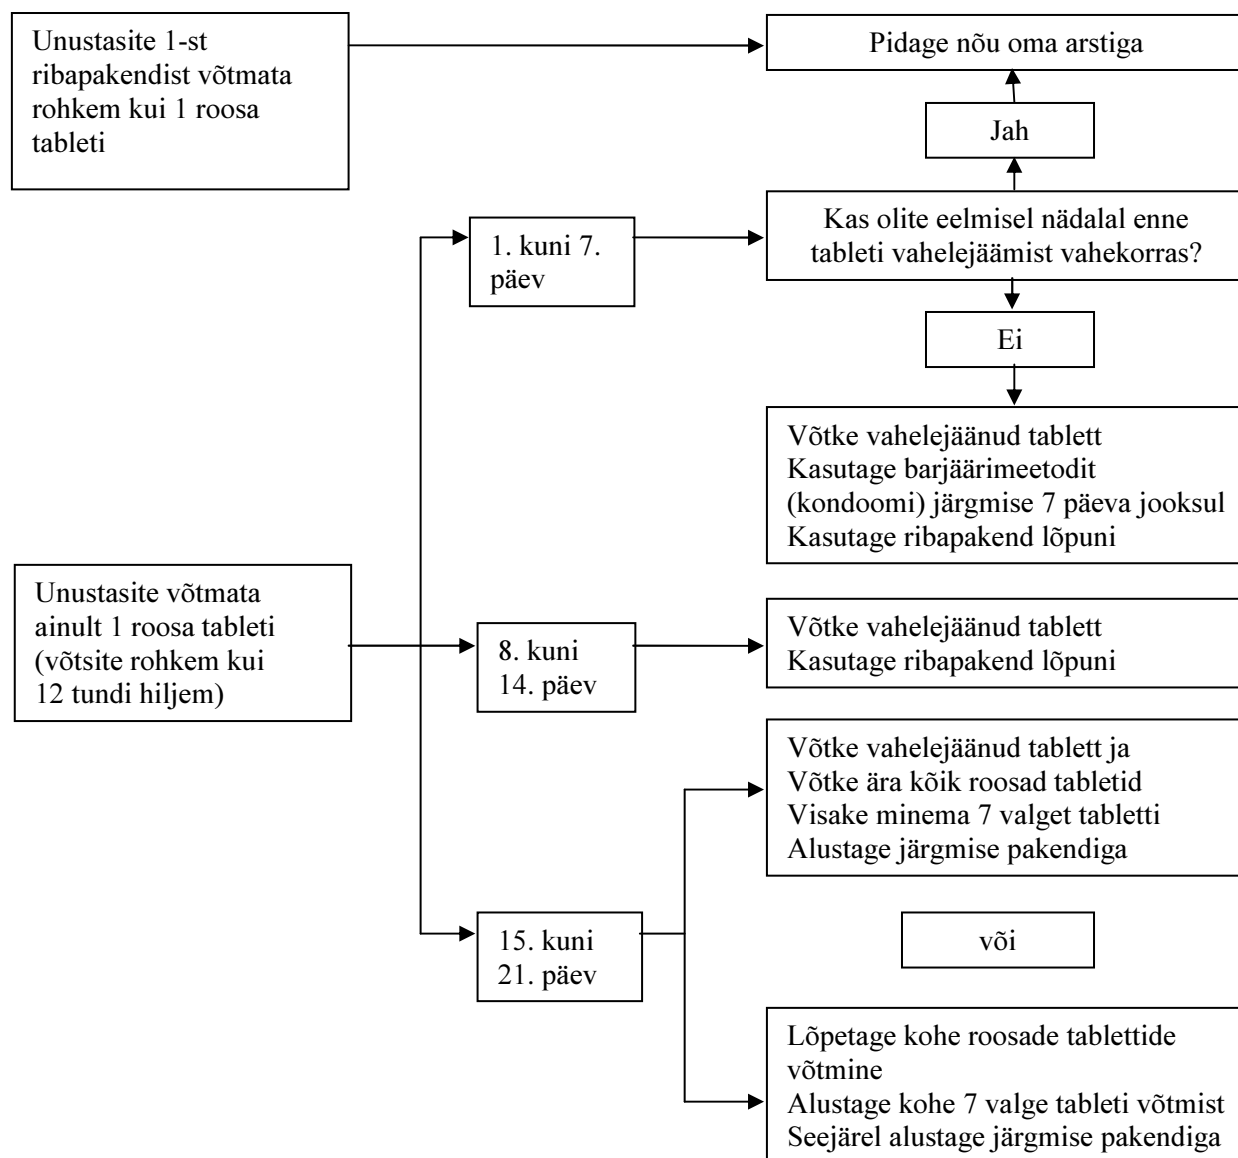 Unustasite 1-st
ribapakendist võtmata
rohkem kui 1 roosa
tableti
Pidage nõu oma arstiga
Jah
1. kuni 7.
päev
Kas olite eelmisel nädalal enne
tableti vahelejäämist vahekorras?
Ei
Võtke vahelejäänud tablett
Kasutage barjäärimeetodit
(kondoomi) järgmise 7 päeva jooksul
Kasutage ribapakend lõpuni
Unustasite võtmata
ainult 1 roosa tableti
(võtsite rohkem kui
12 tundi hiljem)
8. kuni
14. päev
Võtke vahelejäänud tablett
Kasutage ribapakend lõpuni
15. kuni
21. päev
Võtke vahelejäänud tablett ja
Võtke ära kõik roosad tabletid
Visake minema 7 valget tabletti
Alustage järgmise pakendiga
või
Lõpetage kohe roosade tablettide
võtmine
Alustage kohe 7 valge tableti võtmist
Seejärel alustage järgmise pakendiga